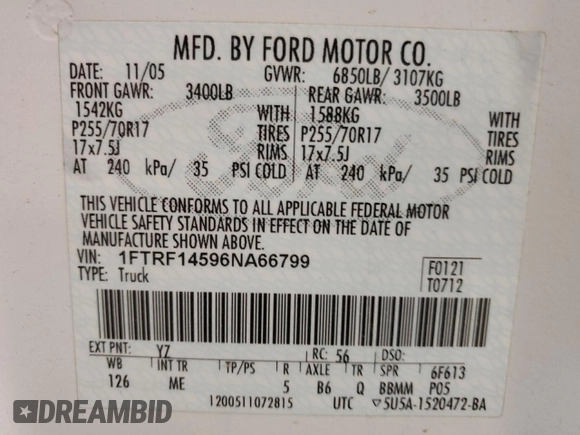 MFD. BY FORD MOTOR CO.
DATE: 11/05 GVWR: 6850LB/ 3107KG
FRONT GAWR: 3400LB REAR GAWR: 3500LB
1542KG WITH 1588KG WITH
P255/70R17 TIRES P255/70R17 TIRES
17x7.5J RIMS 17x7.5J RIMS
AT 240 kPa/ 35 PSI COLD AT 240 kPa/ 35 PSI COLD
THIS VEHICLE CONFORMS TO ALL APPLICABLE FEDERAL MOTOR
VEHICLE SAFETY STANDARDS IN EFFECT ON THE DATE OF
MANUFACTURE SHOWN ABOVE.
VIN: 1FTRF14596NA66799
TYPE: Truck
F0121
T0712
EXT PNT: YZ RC: 56 DSO:
WB INT TR TP/PS R AXLE TR SPR 6F613
126 ME 5 B6 Q BBMM P05
1200511072815 UTC ▽5U5A-1520472-BA
DREAMBID